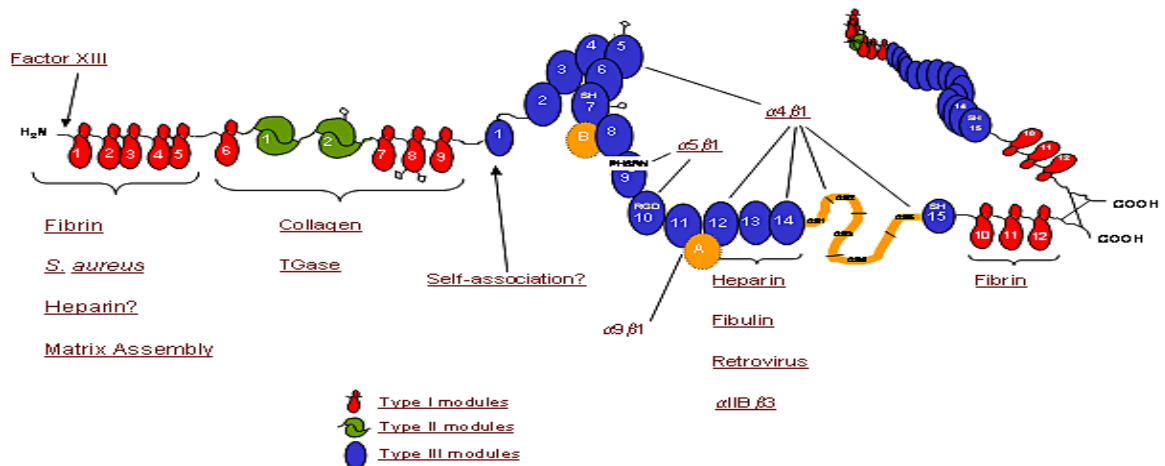 Factor XIII
H2N
1
2
3
4
5
6
1
2
7
8
9
1
2
3
4
5
6
SH
7
B
8
PHSRN
9
RGD
10
11
A
12
13
14
SH
15
10
11
12
14
SH
15
10
11
12
COOH
COOH
α4β1
α5β1
α9β1
Fibrin
S. aureus
Heparin?
Matrix Assembly
Collagen
TGase
Self-association?
Heparin
Fibulin
Retrovirus
αIIBβ3
Fibrin
Type I modules
Type II modules
Type III modules